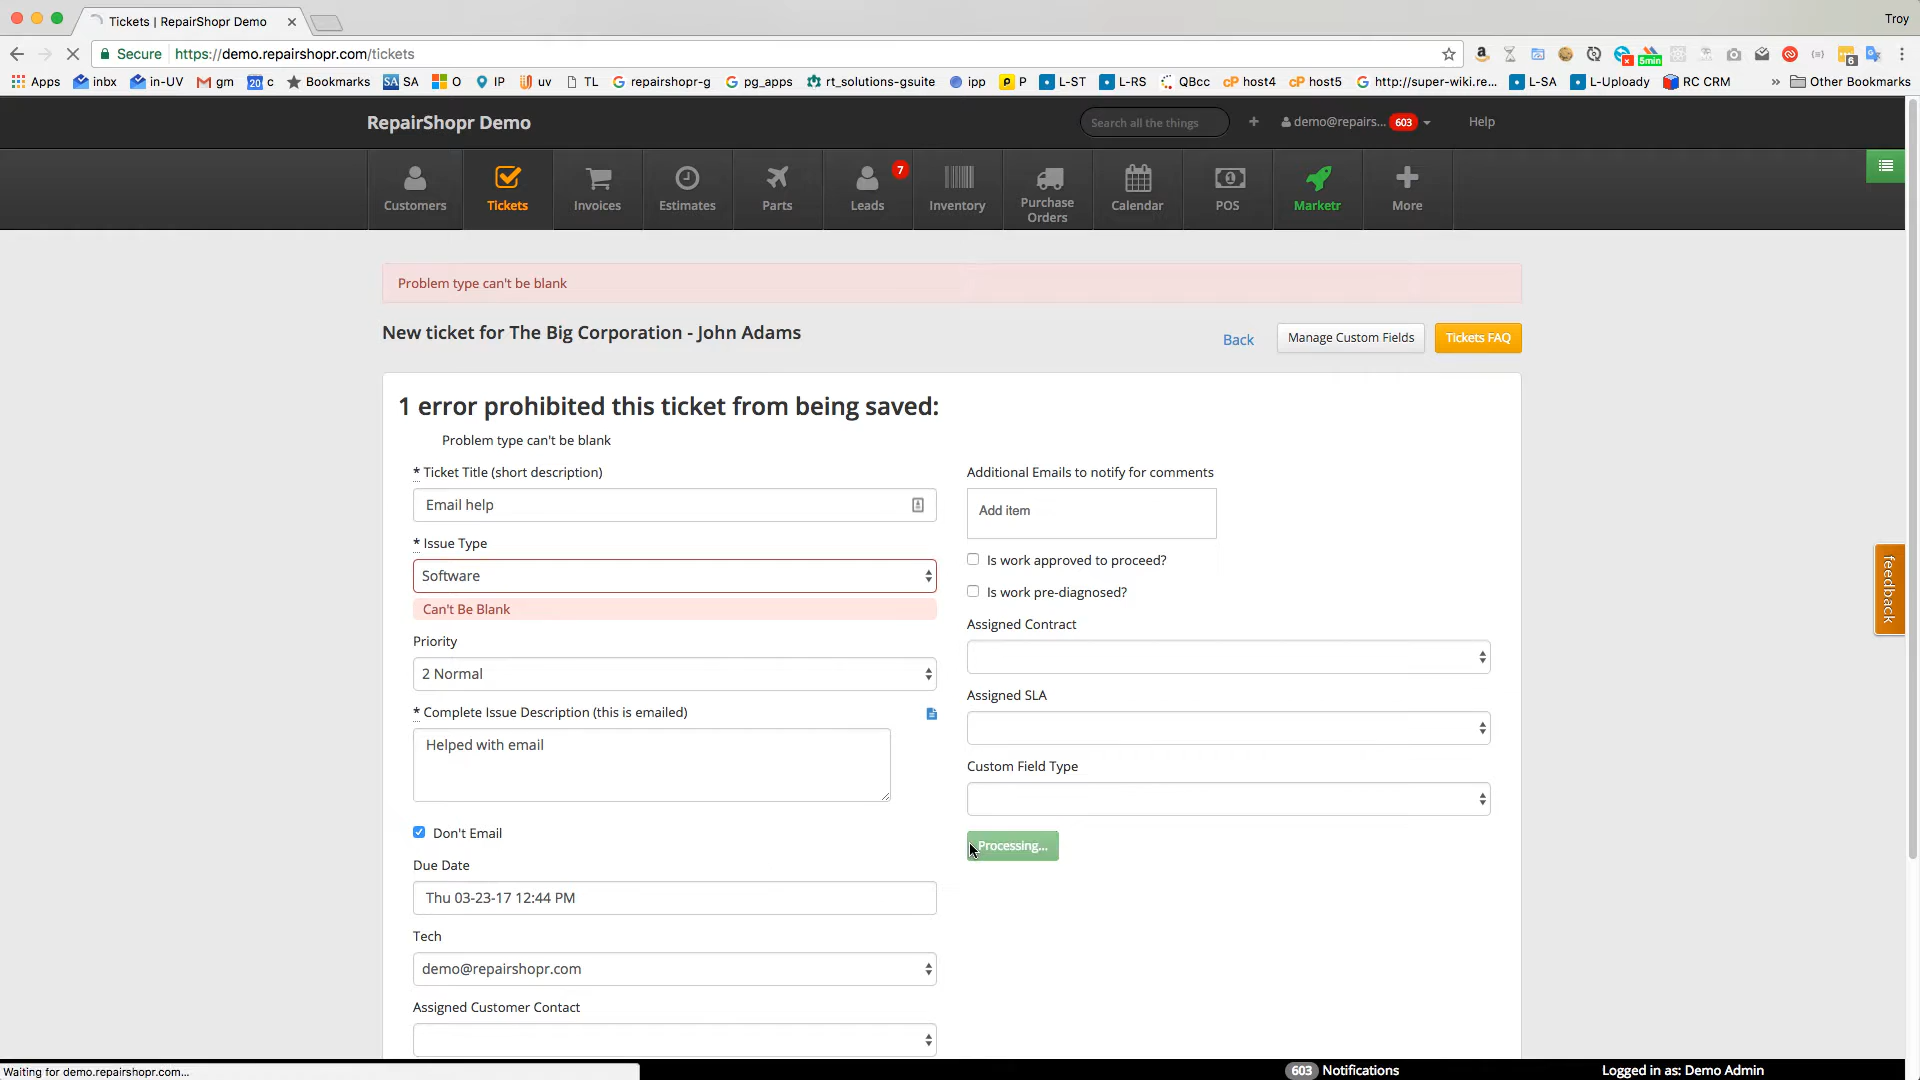 Tickets | RepairShopr Demo
Troy
Secure https://demo.repairshopr.com/tickets
Apps inbx in-UV gm 20 c Bookmarks SA SA O IP uv TL repairshopr-g pg_apps rt_solutions-gsuite ipp P L-ST L-RS QBcc cP host4 cP host5 http://super-wiki.re... L-SA L-Uploady RC CRM » Other Bookmarks
5min
6
RepairShopr Demo
Search all the things
demo@repairs... 603
Help
Customers
Tickets
Invoices
Estimates
Parts
Leads
7
Inventory
Purchase
Orders
Calendar
POS
Marketr
More
Problem type can't be blank
New ticket for The Big Corporation - John Adams
Back
Manage Custom Fields
Tickets FAQ
1 error prohibited this ticket from being saved:
Problem type can't be blank
* Ticket Title (short description)
Email help
* Issue Type
Software
Can't Be Blank
Priority
2 Normal
* Complete Issue Description (this is emailed)
Helped with email
Don't Email
Due Date
Thu 03-23-17 12:44 PM
Tech
demo@repairshopr.com
Assigned Customer Contact
Additional Emails to notify for comments
Add item
Is work approved to proceed?
Is work pre-diagnosed?
Assigned Contract
Assigned SLA
Custom Field Type
Processing...
feedback
Waiting for demo.repairshopr.com...
603 Notifications
Logged in as: Demo Admin